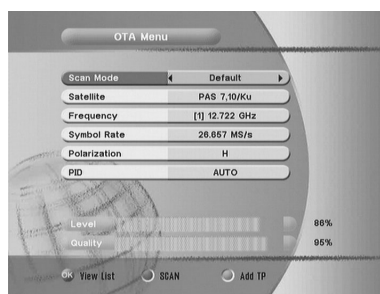 OTA Menu
Scan Mode Default
Satellite PAS 7,10/Ku
Frequency [1] 12.722 GHz
Symbol Rate 26.657 MS/s
Polarization H
PID AUTO
Level 86%
Quality 95%
OK View List SCAN Add TP